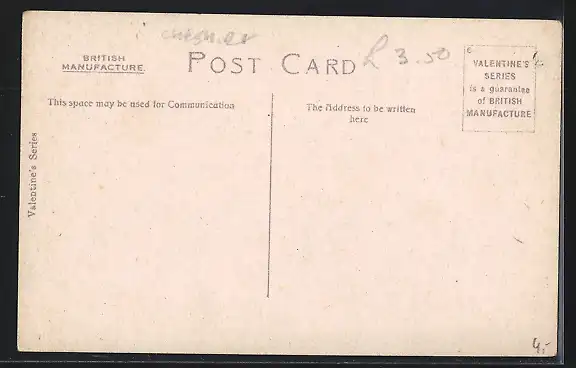 BRITISH
MANUFACTURE.
POST CARD
£ 3.50
VALENTINE'S
SERIES
is a guarantee
of BRITISH
MANUFACTURE
This space may be used for Communication
The Address to be written
here
Valentine's Series
4,-